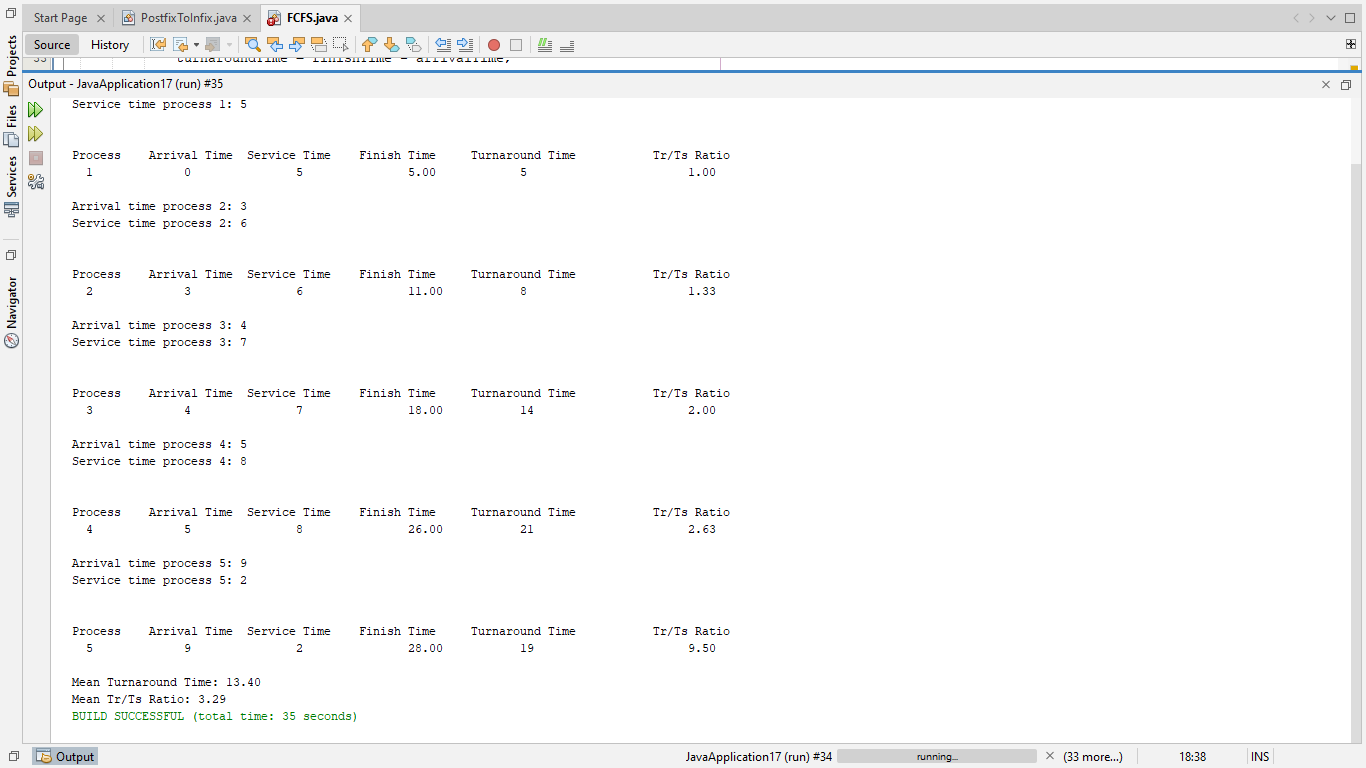 Start Page
PostfixToInfix.java
FCFS.java
Source
History
turnaroundTime = finishTime - arrivalTime;
Output - JavaApplication17 (run) #35
Projects
Files
Services
Navigator
Service time process 1: 5
Process Arrival Time Service Time Finish Time Turnaround Time Tr/Ts Ratio
1 0 5 5.00 5 1.00
Arrival time process 2: 3
Service time process 2: 6
Process Arrival Time Service Time Finish Time Turnaround Time Tr/Ts Ratio
2 3 6 11.00 8 1.33
Arrival time process 3: 4
Service time process 3: 7
Process Arrival Time Service Time Finish Time Turnaround Time Tr/Ts Ratio
3 4 7 18.00 14 2.00
Arrival time process 4: 5
Service time process 4: 8
Process Arrival Time Service Time Finish Time Turnaround Time Tr/Ts Ratio
4 5 8 26.00 21 2.63
Arrival time process 5: 9
Service time process 5: 2
Process Arrival Time Service Time Finish Time Turnaround Time Tr/Ts Ratio
5 9 2 28.00 19 9.50
Mean Turnaround Time: 13.40
Mean Tr/Ts Ratio: 3.29
BUILD SUCCESSFUL (total time: 35 seconds)
Output
JavaApplication17 (run) #34 running... (33 more...) 18:38 INS